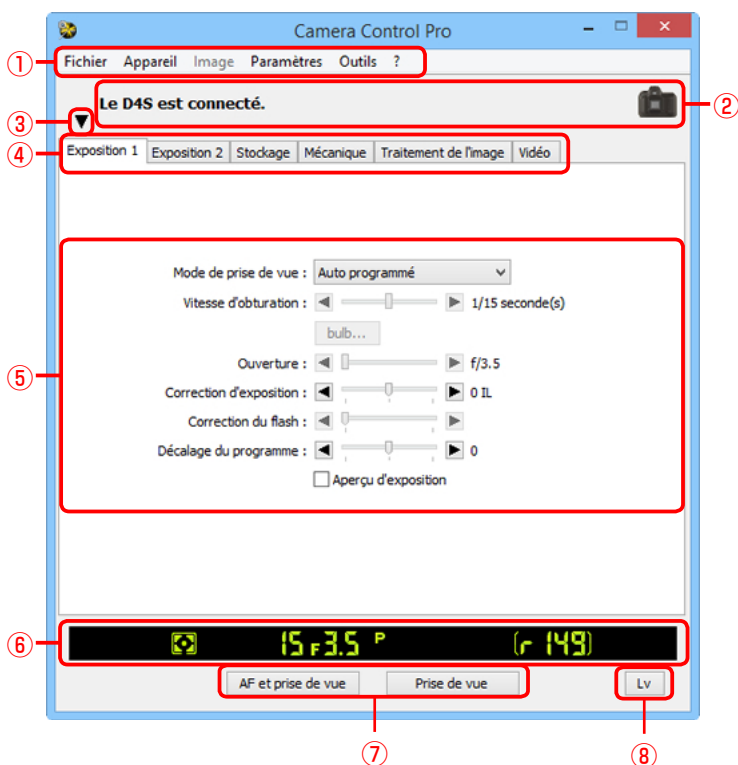 Camera Control Pro
① Fichier Appareil Image Paramètres Outils ?
Le D4S est connecté. ②
③ ▼
④ Exposition 1 Exposition 2 Stockage Mécanique Traitement de l'image Vidéo
Mode de prise de vue : Auto programmé
Vitesse d'obturation : 1/15 seconde(s)
bulb...
⑤ Ouverture : f/3.5
Correction d'exposition : 0 IL
Correction du flash :
Décalage du programme : 0
Aperçu d'exposition
⑥ 15 F3.5 P (r 149)
AF et prise de vue Prise de vue Lv
⑦ ⑧